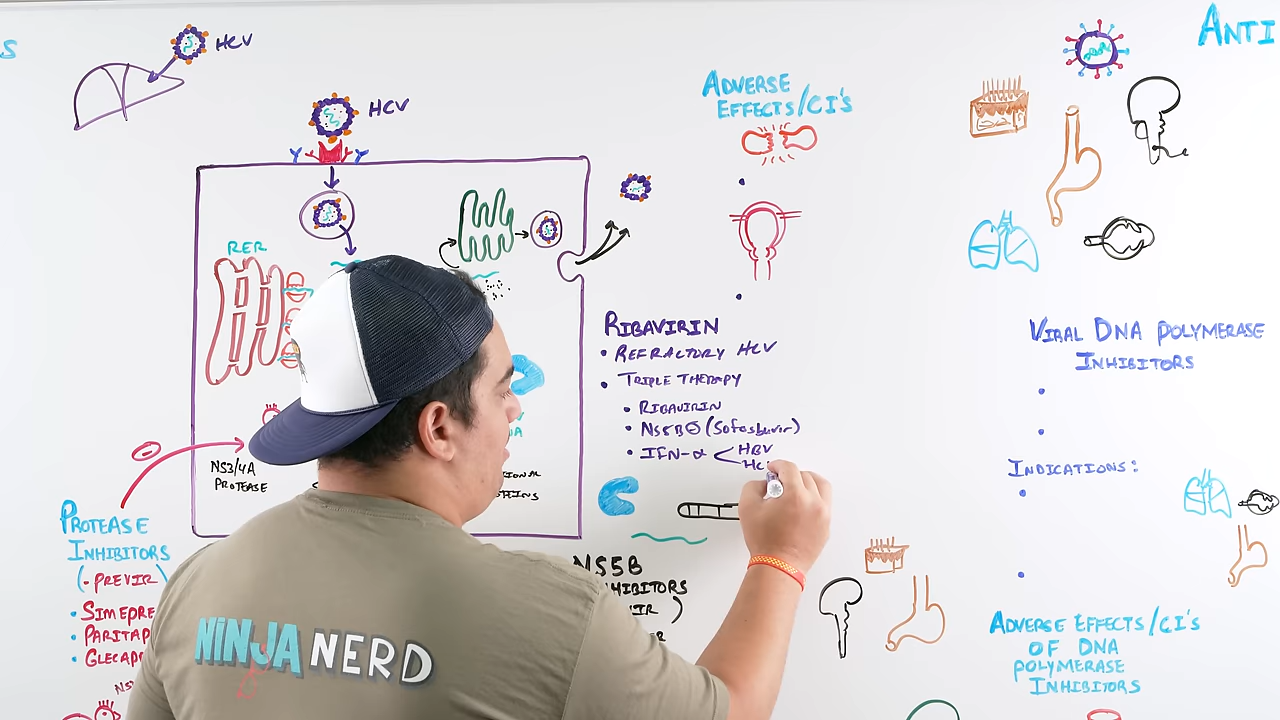 S
HCV
HCV
RER
NS3/4A
PROTEASE
PROTEASE
INHIBITORS
(-PREVIR)
• SIMEPRE
• PARITAP
• GLECAP
NINJA NERD
ADVERSE
EFFECTS/CI'S
RIBAVIRIN
• REFRACTORY HCV
• TRIPLE THERAPY
• RIBAVIRIN
• NS5B⊖ (Sofosbuvir)
• IFN-α < HBV
HC
NS5B
ANTI
VIRAL DNA POLYMERASE
INHIBITORS
INDICATIONS:
ADVERSE EFFECTS/CI'S
OF DNA
POLYMERASE
INHIBITORS